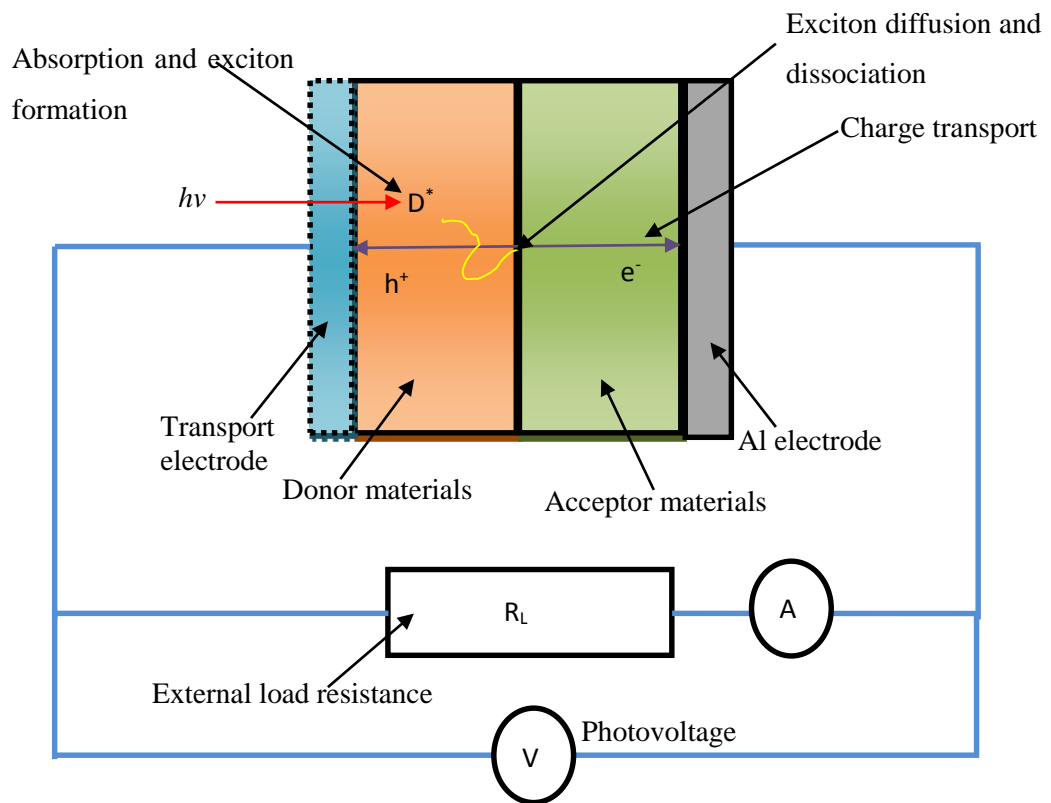 Absorption and exciton
formation
Exciton diffusion and
dissociation
Charge transport
hν
D*
h+
e-
Transport
electrode
Donor materials
Acceptor materials
Al electrode
RL
A
External load resistance
Photovoltage
V